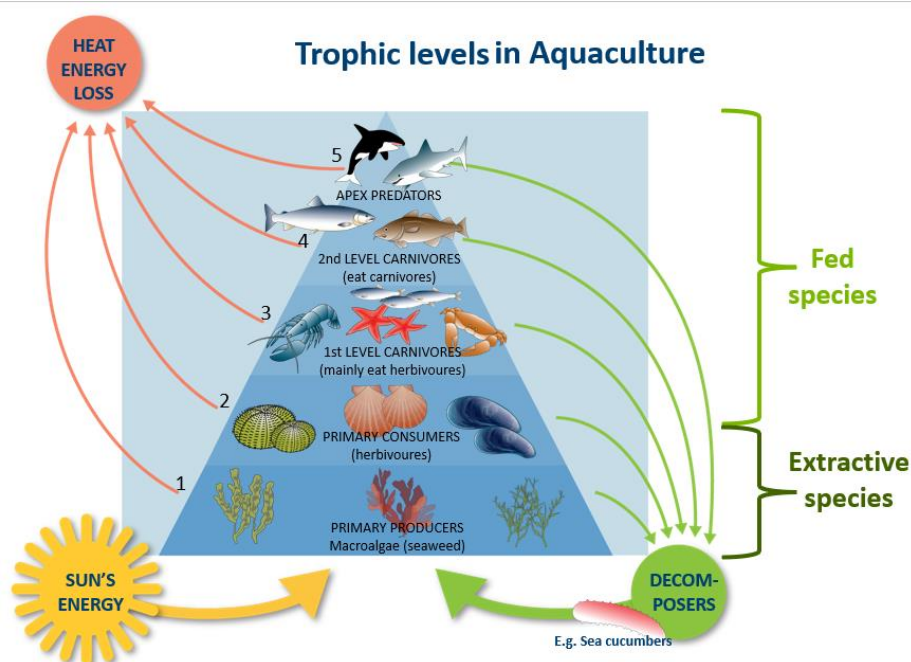 Trophic levels in Aquaculture
HEAT
ENERGY
LOSS
5
APEX PREDATORS
4
2nd LEVEL CARNIVORES
(eat carnivores)
3
1st LEVEL CARNIVORES
(mainly eat herbivoures)
2
PRIMARY CONSUMERS
(herbivoures)
1
PRIMARY PRODUCERS
Macroalgae (seaweed)
Fed
species
Extractive
species
SUN'S
ENERGY
DECOM-
POSERS
E.g. Sea cucumbers